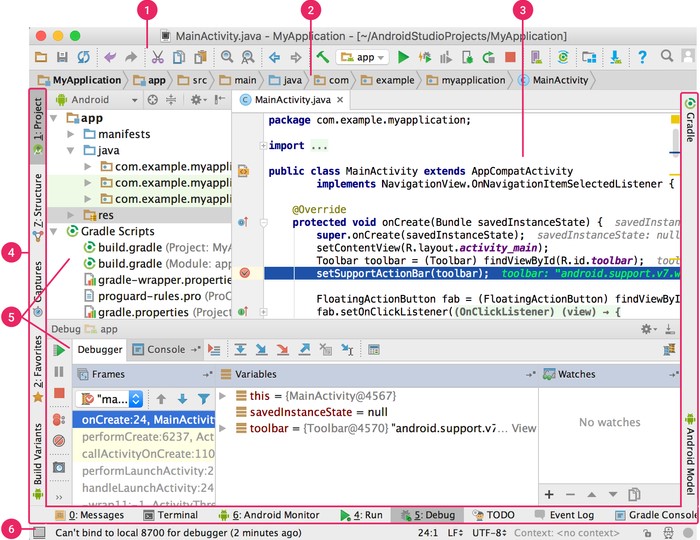 1 2 3
MainActivity.java - MyApplication - [~/AndroidStudioProjects/MyApplication]
app
MyApplication app src main java com example myapplication MainActivity
1: Project
Z: Structure
Captures
2: Favorites
Build Variants
4
5
6
Android
app
manifests
java
com.example.myappli
com.example.myappli
com.example.myappli
res
Gradle Scripts
build.gradle (Project: MyA
build.gradle (Module: app
gradle-wrapper.propertie
proguard-rules.pro (ProC
gradle.properties (Project
MainActivity.java
package com.example.myapplication;
import ...
public class MainActivity extends AppCompatActivity
implements NavigationView.OnNavigationItemSelectedListener {
@Override
protected void onCreate(Bundle savedInstanceState) { savedInstan
super.onCreate(savedInstanceState); savedInstanceState: null
setContentView(R.layout.activity_main);
Toolbar toolbar = (Toolbar) findViewById(R.id.toolbar); tool
setSupportActionBar(toolbar); toolbar: "android.support.v7.w
FloatingActionButton fab = (FloatingActionButton) findViewByI
fab.setOnClickListener((OnClickListener) (view) → {
Gradle
Android Model
Debug app
Debugger Console
Frames Variables Watches
"ma...
onCreate:24, MainActivit
performCreate:6237, Act
callActivityOnCreate:110
performLaunchActivity:2
handleLaunchActivity:24
-wrap11:-1, ActivityThre
this = {MainActivity@4567}
savedInstanceState = null
toolbar = {Toolbar@4570} "android.support.v7... View
No watches
0: Messages Terminal 6: Android Monitor 4: Run 5: Debug TODO Event Log Gradle Console
Can't bind to local 8700 for debugger (2 minutes ago) 24:1 LF÷ UTF-8÷ Context: <no context>